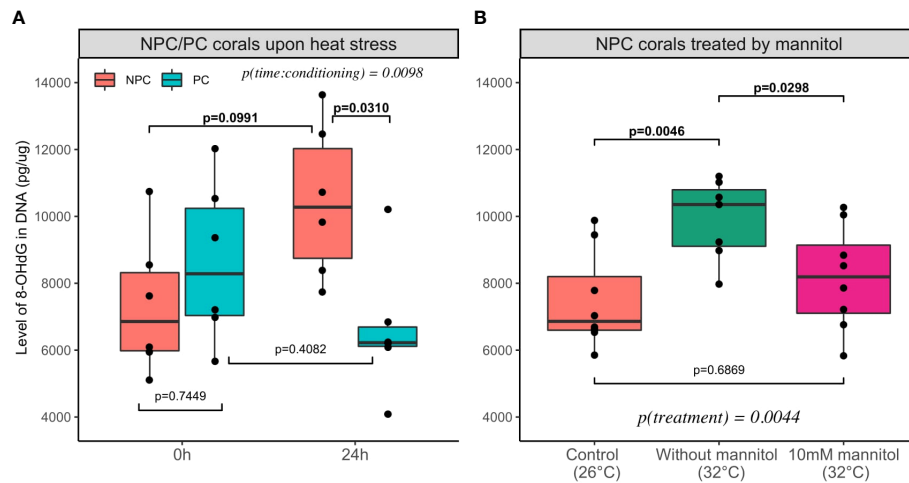 A
NPC/PC corals upon heat stress
NPC
PC
p(time:conditioning) = 0.0098
p=0.0310
p=0.0991
p=0.4082
p=0.7449
Level of 8-OHdG in DNA (pg/ug)
14000
12000
10000
8000
6000
4000
0h
24h
B
NPC corals treated by mannitol
p=0.0298
p=0.0046
p=0.6869
p(treatment) = 0.0044
14000
12000
10000
8000
6000
4000
Control
(26°C)
Without mannitol
(32°C)
10mM mannitol
(32°C)